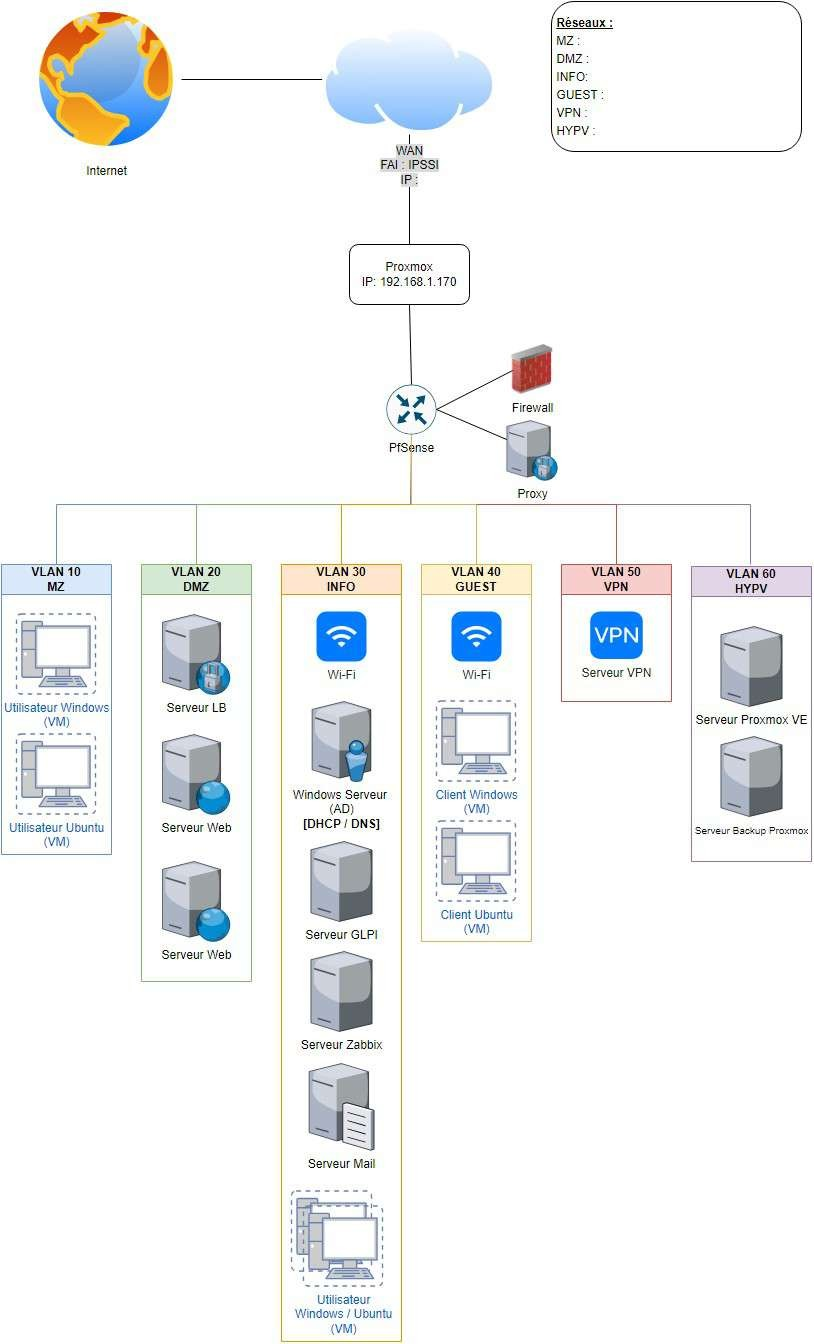 Réseaux :
MZ :
DMZ :
INFO:
GUEST :
VPN :
HYPV :
Internet
WAN
FAI : IPSSI
IP :
Proxmox
IP: 192.168.1.170
Firewall
PfSense
Proxy
VLAN 10
MZ
Utilisateur Windows
(VM)
Utilisateur Ubuntu
(VM)
VLAN 20
DMZ
Serveur LB
Serveur Web
Serveur Web
VLAN 30
INFO
Wi-Fi
Windows Serveur
(AD)
[DHCP / DNS]
Serveur GLPI
Serveur Zabbix
Serveur Mail
Utilisateur
Windows / Ubuntu
(VM)
VLAN 40
GUEST
Wi-Fi
Client Windows
(VM)
Client Ubuntu
(VM)
VLAN 50
VPN
VPN
Serveur VPN
VLAN 60
HYPV
Serveur Proxmox VE
Serveur Backup Proxmox